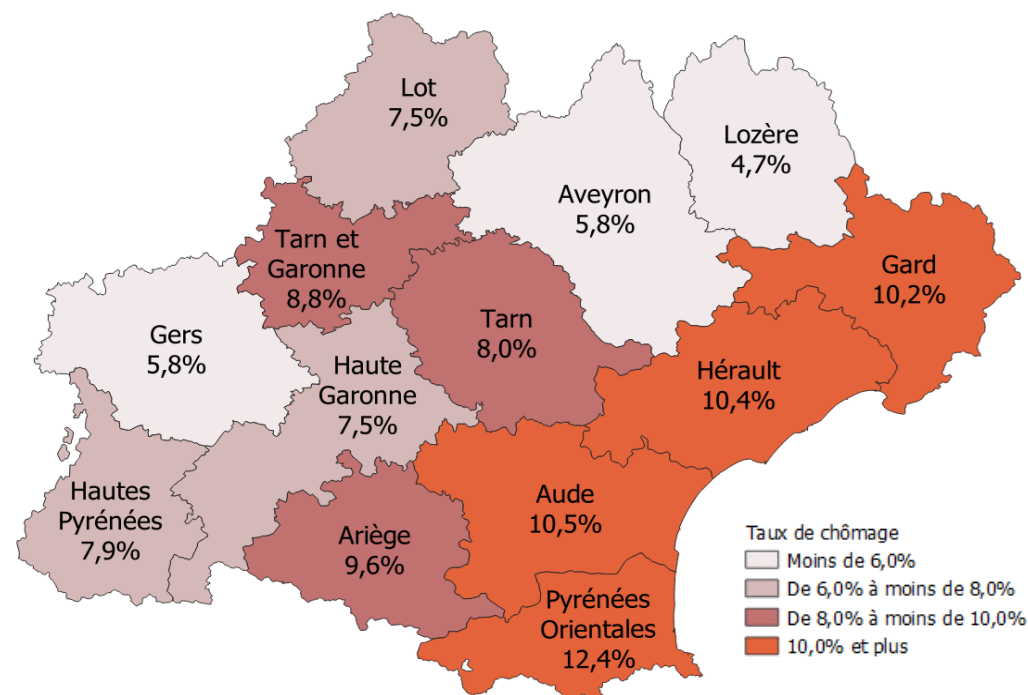 Lot
7,5%
Lozère
4,7%
Aveyron
5,8%
Tarn et
Garonne
8,8%
Gard
10,2%
Gers
5,8%
Tarn
8,0%
Haute
Garonne
7,5%
Hérault
10,4%
Hautes
Pyrénées
7,9%
Ariège
9,6%
Aude
10,5%
Pyrénées
Orientales
12,4%
Taux de chômage
Moins de 6,0%
De 6,0% à moins de 8,0%
De 8,0% à moins de 10,0%
10,0% et plus